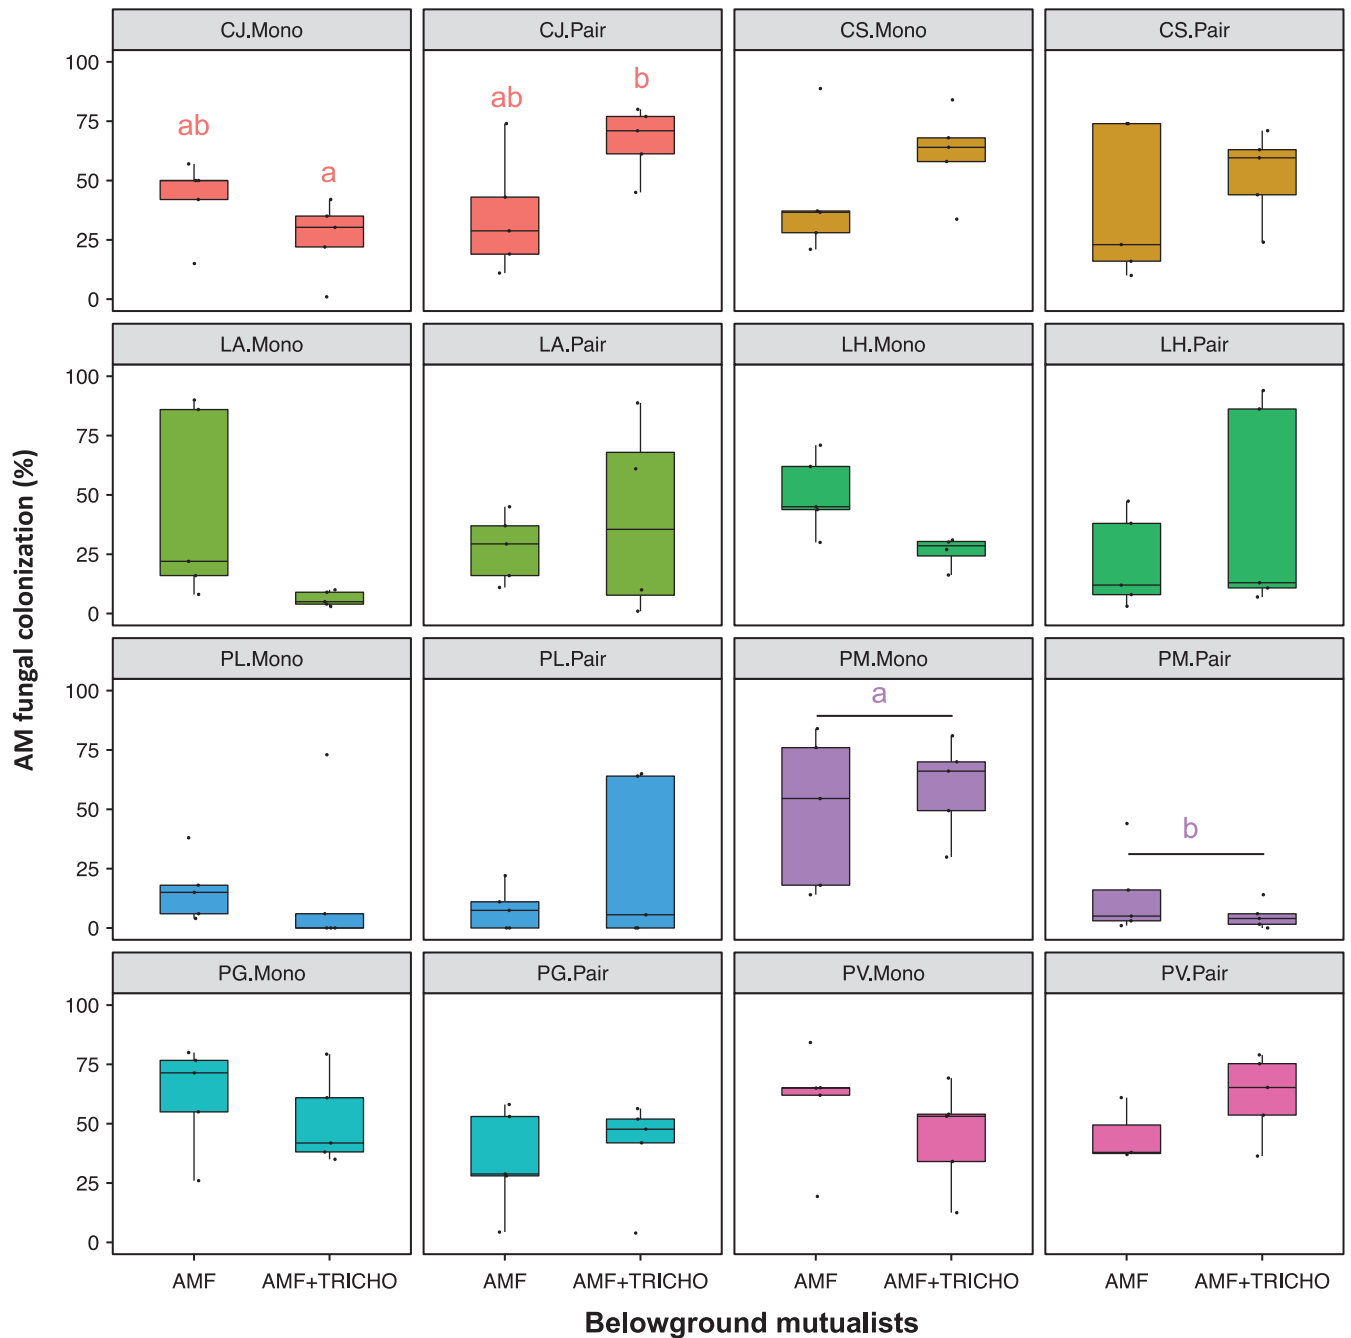 CJ.Mono CJ.Pair CS.Mono CS.Pair
100
75
50
25
0
ab a ab b
LA.Mono LA.Pair LH.Mono LH.Pair
100
75
50
25
0
PL.Mono PL.Pair PM.Mono PM.Pair
100
75
50
25
0
a b
PG.Mono PG.Pair PV.Mono PV.Pair
100
75
50
25
0
AMF AMF+TRICHO AMF AMF+TRICHO AMF AMF+TRICHO AMF AMF+TRICHO
AM fungal colonization (%)
Belowground mutualists